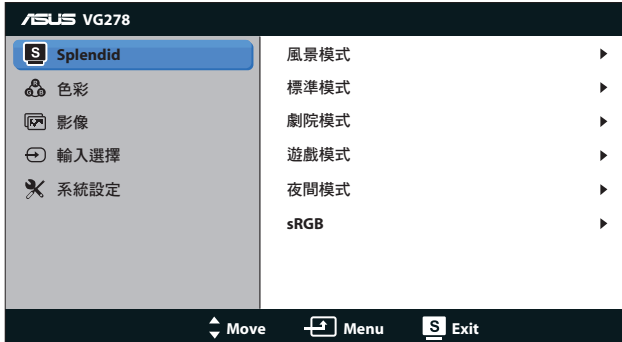 ASUS VG278
S Splendid
色彩
影像
輸入選擇
系統設定
風景模式
標準模式
劇院模式
遊戲模式
夜間模式
sRGB
Move Menu S Exit